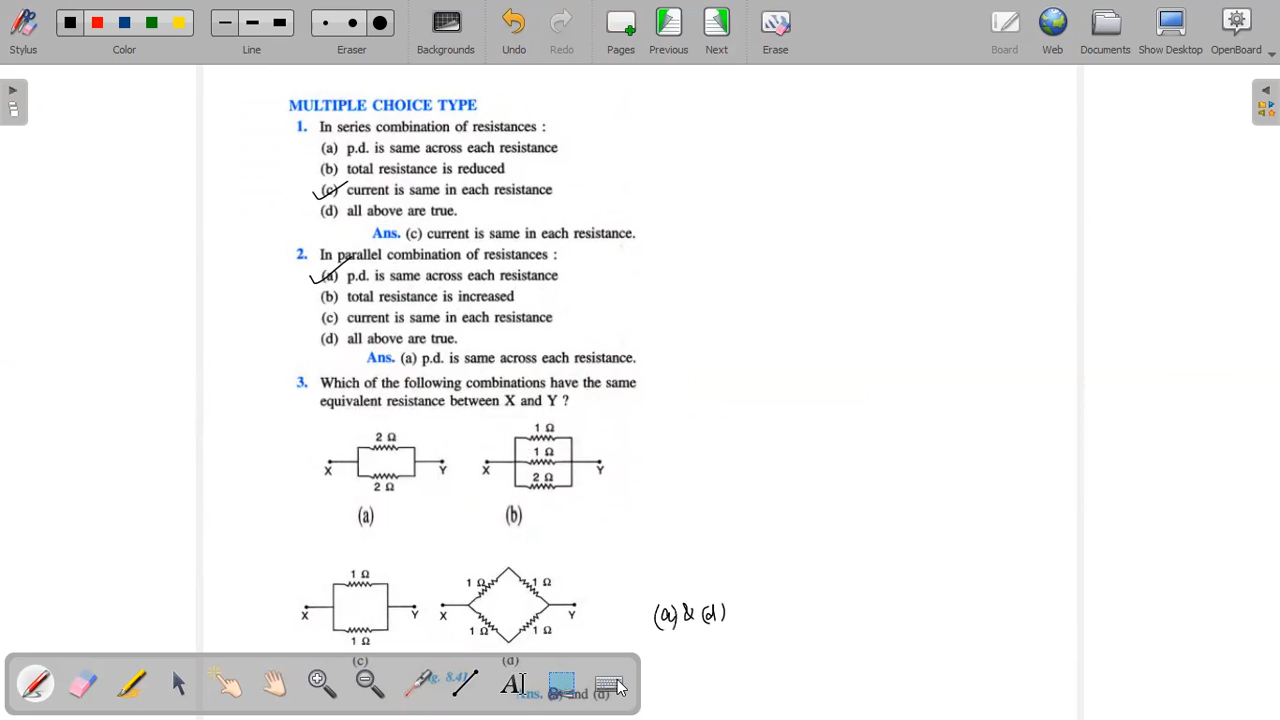 Stylus Color Line Eraser Backgrounds Undo Redo Pages Previous Next Erase Board Web Documents Show Desktop OpenBoard
MULTIPLE CHOICE TYPE
1. In series combination of resistances :
(a) p.d. is same across each resistance
(b) total resistance is reduced
(c) current is same in each resistance
(d) all above are true.
Ans. (c) current is same in each resistance.
2. In parallel combination of resistances :
(a) p.d. is same across each resistance
(b) total resistance is increased
(c) current is same in each resistance
(d) all above are true.
Ans. (a) p.d. is same across each resistance.
3. Which of the following combinations have the same
equivalent resistance between X and Y ?
2 Ω
X Y
2 Ω
(a)
1 Ω
1 Ω
X Y
2 Ω
(b)
1 Ω
X Y
1 Ω
(c)
1 Ω 1 Ω
X Y
1 Ω 1 Ω
(d)
(a) & (d)
8.41
and (d)